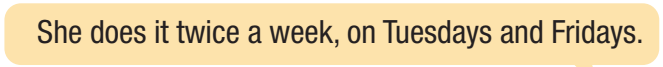 She does it twice a week, on Tuesdays and Fridays.